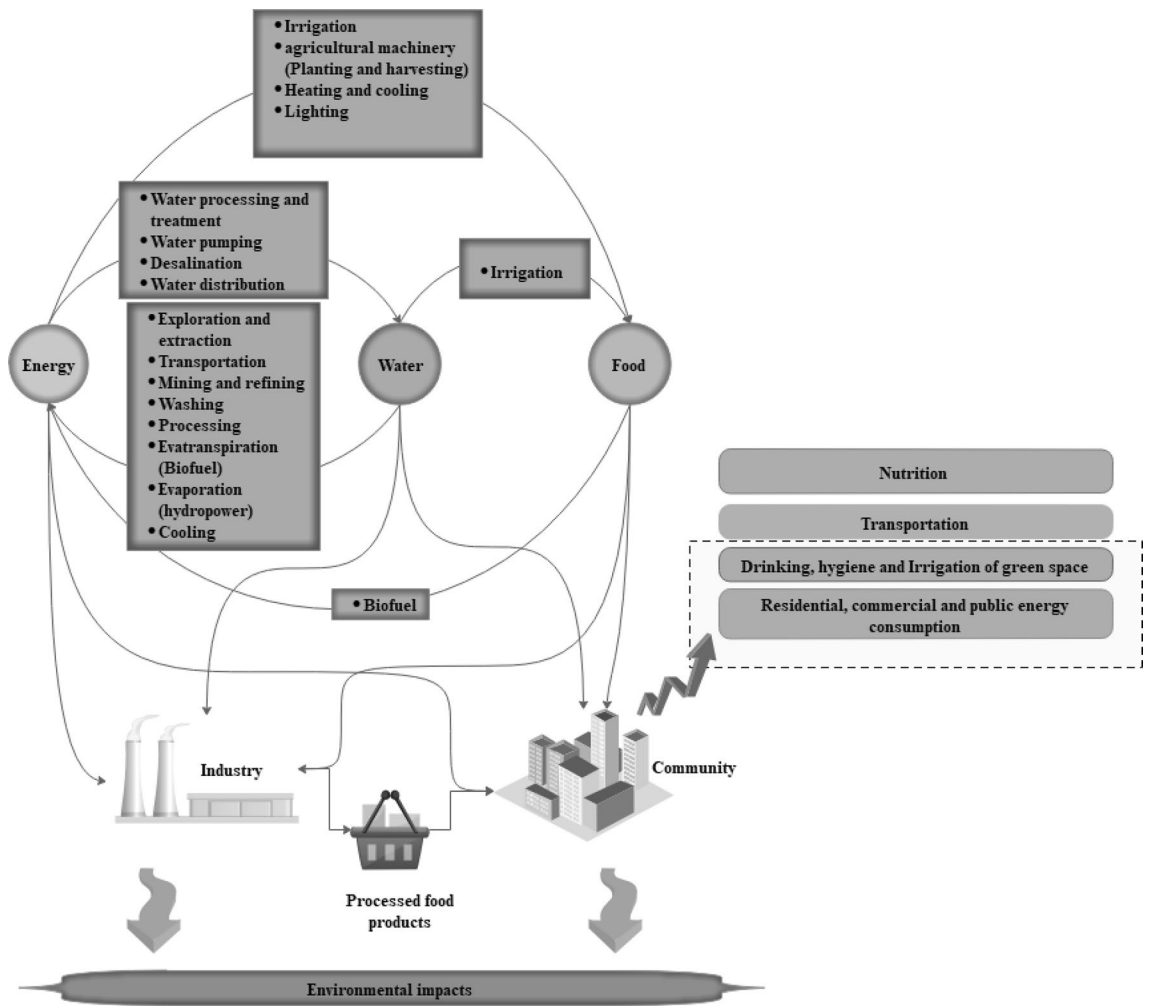 • Irrigation
• agricultural machinery
(Planting and harvesting)
• Heating and cooling
• Lighting
• Water processing and
treatment
• Water pumping
• Desalination
• Water distribution
• Irrigation
• Exploration and
extraction
• Transportation
• Mining and refining
• Washing
• Processing
• Evatranspiration
(Biofuel)
• Evaporation
(hydropower)
• Cooling
Energy
Water
Food
Nutrition
Transportation
Drinking, hygiene and Irrigation of green space
Residential, commercial and public energy
consumption
• Biofuel
Industry
Community
Processed food
products
Environmental impacts